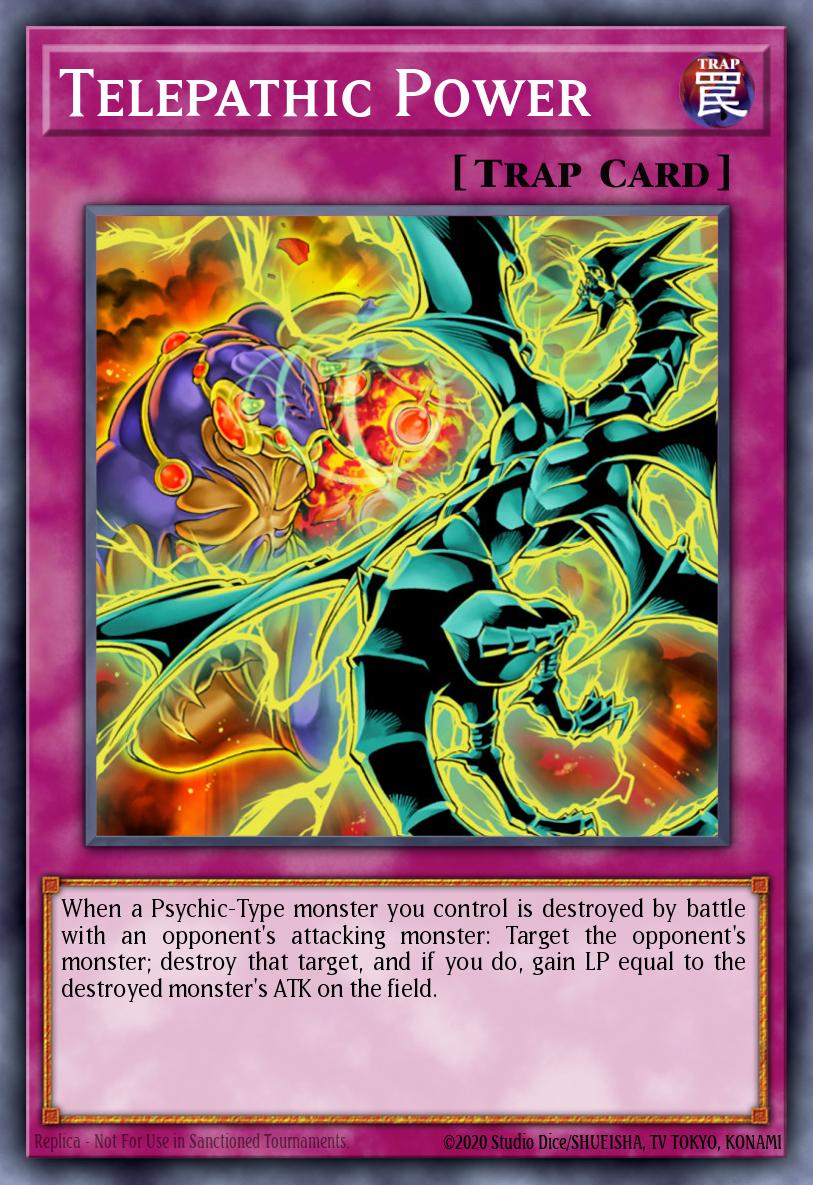 Telepathic Power
TRAP
罠
[Trap Card]
When a Psychic-Type monster you control is destroyed by battle
with an opponent's attacking monster: Target the opponent's
monster; destroy that target, and if you do, gain LP equal to the
destroyed monster's ATK on the field.
Replica - Not For Use in Sanctioned Tournaments.
©2020 Studio Dice/SHUEISHA, TV TOKYO, KONAMI